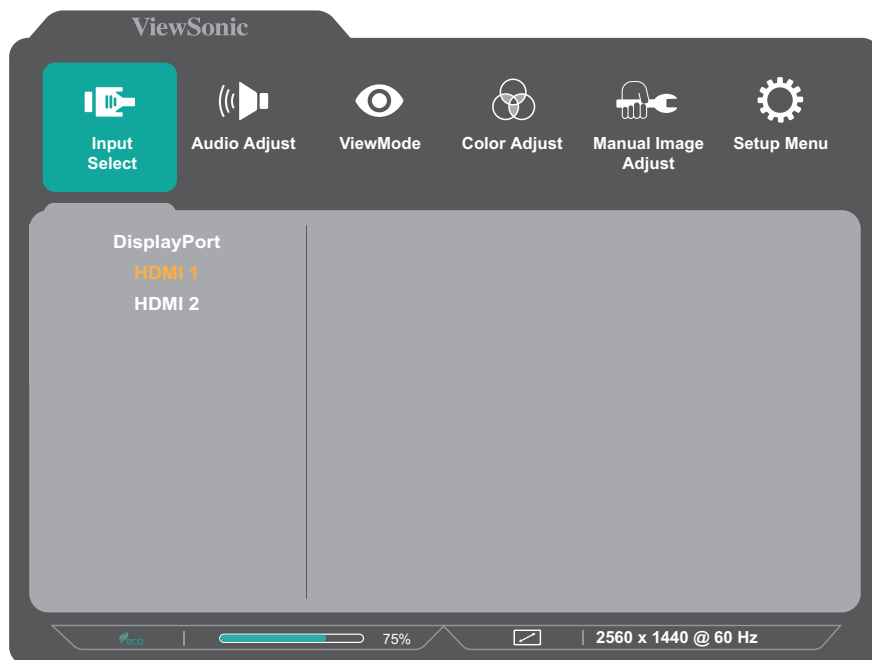 ViewSonic
Input
Select
Audio Adjust
ViewMode
Color Adjust
Manual Image
Adjust
Setup Menu
DisplayPort
HDMI 1
HDMI 2
eco
75%
2560 x 1440 @ 60 Hz